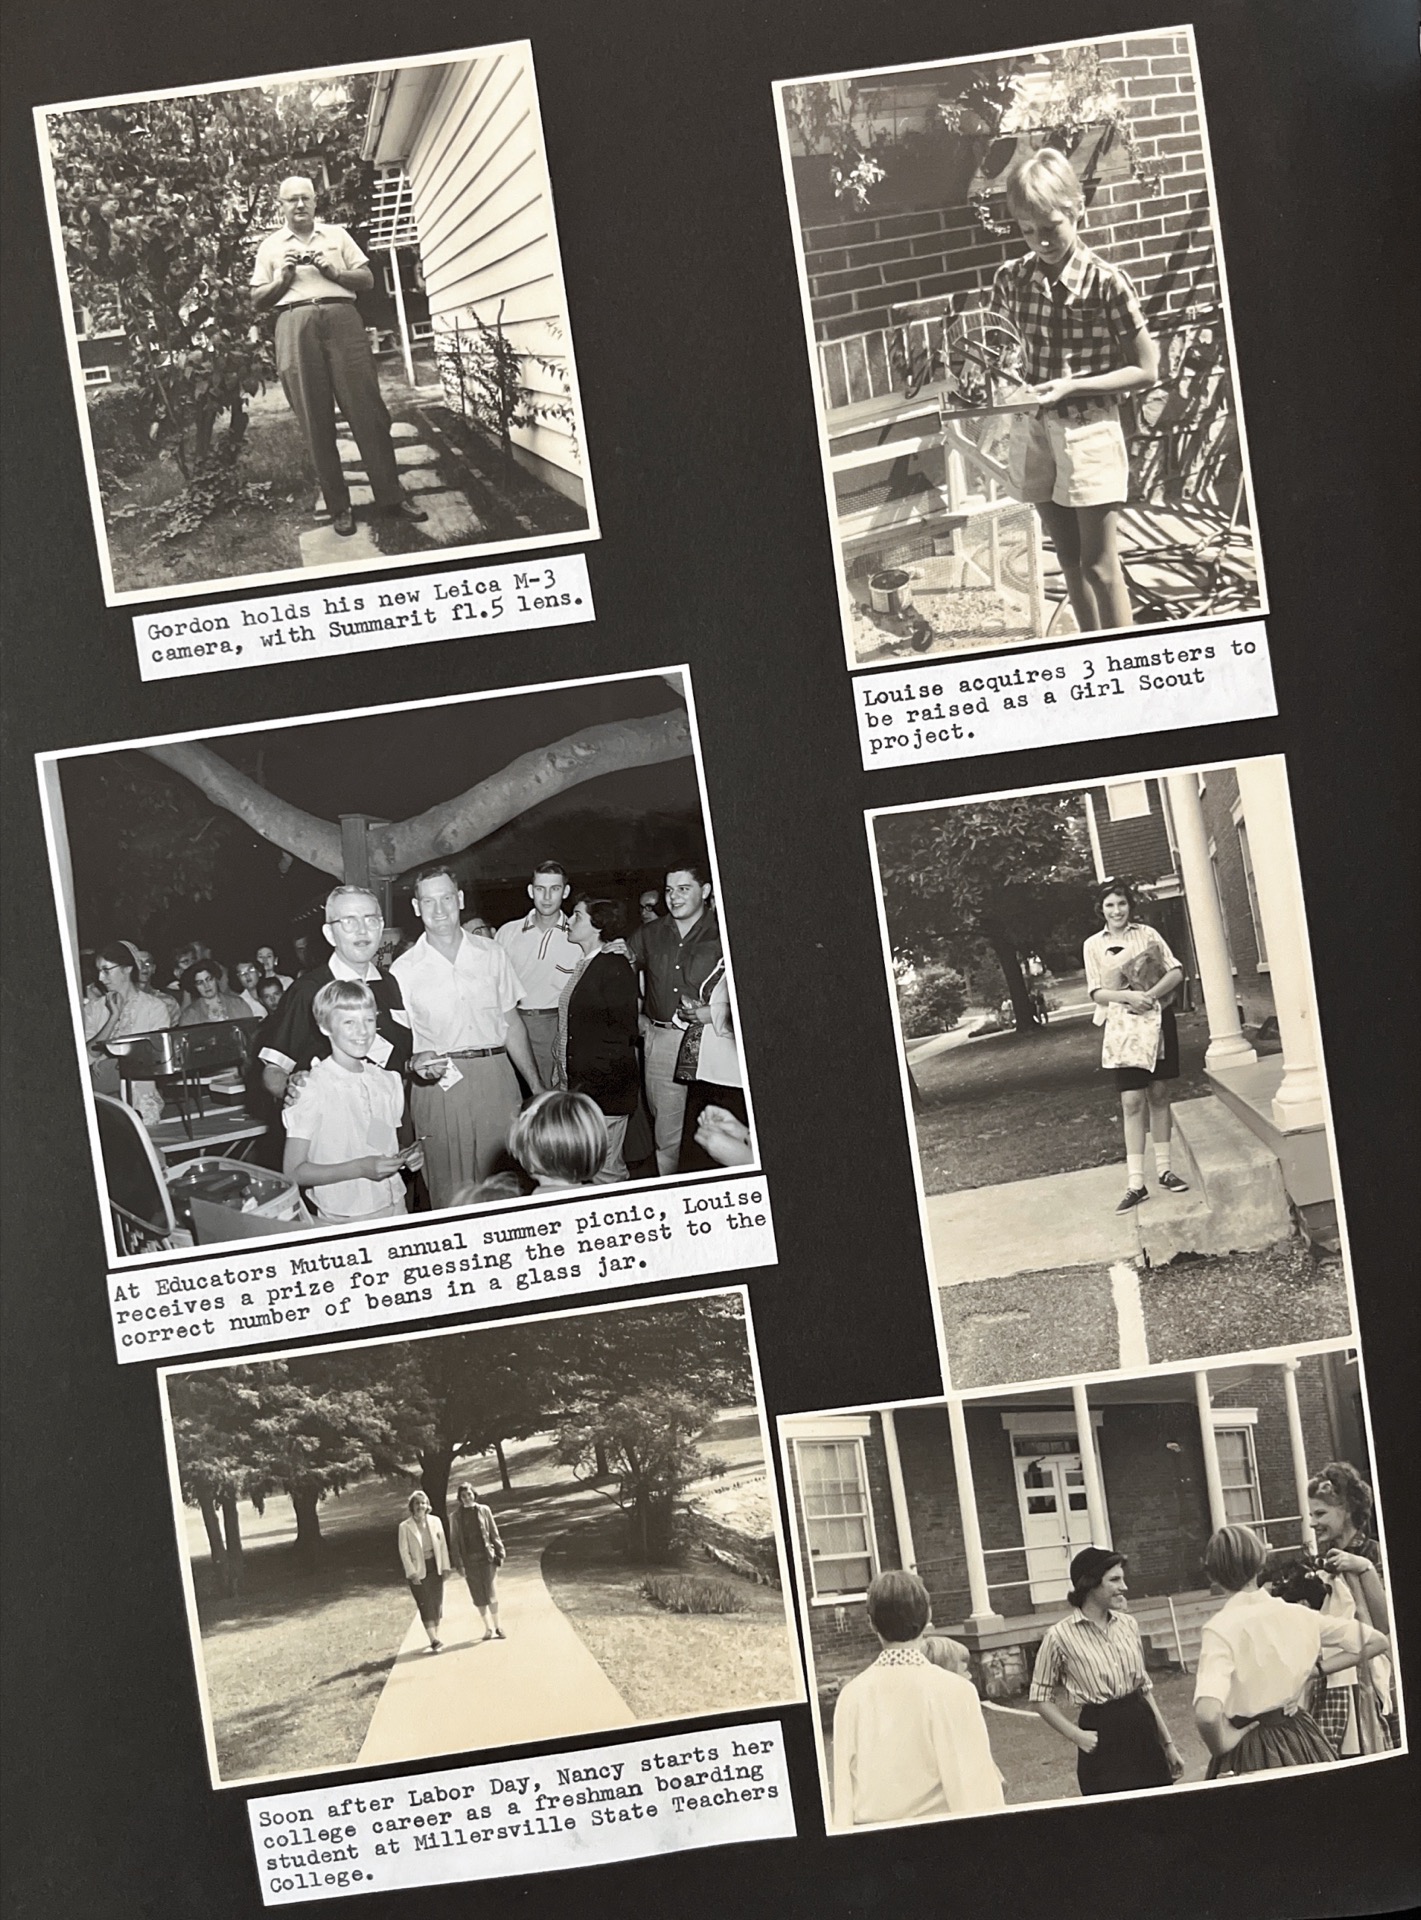 Gordon holds his new Leica M-3
camera, with Summarit f1.5 lens.
Louise acquires 3 hamsters to
be raised as a Girl Scout
project.
At Educators Mutual annual summer picnic, Louise
receives a prize for guessing the nearest to the
correct number of beans in a glass jar.
Soon after Labor Day, Nancy starts her
college career as a freshman boarding
student at Millersville State Teachers
College.